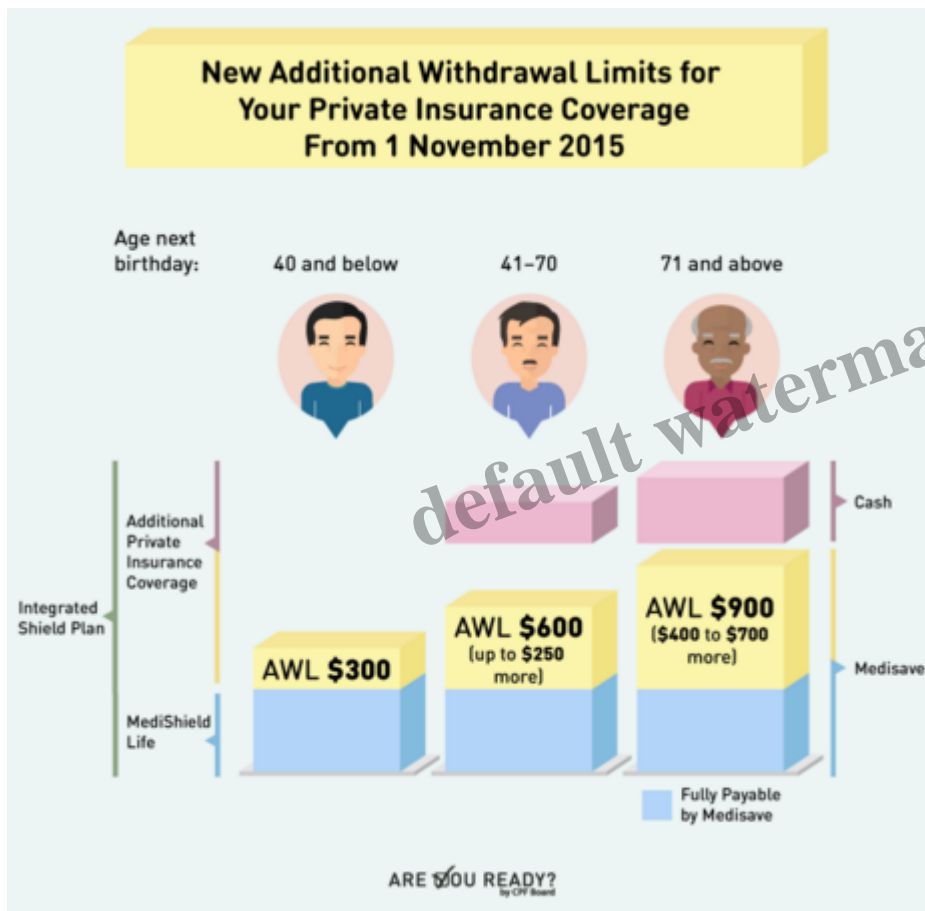 New Additional Withdrawal Limits for
Your Private Insurance Coverage
From 1 November 2015
Age next
birthday:
40 and below
41–70
71 and above
default waterma
Additional
Private
Insurance
Coverage
Integrated
Shield Plan
MediShield
Life
AWL $300
AWL $600
(up to $250
more)
AWL $900
($400 to $700
more)
Cash
Medisave
Fully Payable
by Medisave
ARE YOU READY?
by CPF Board